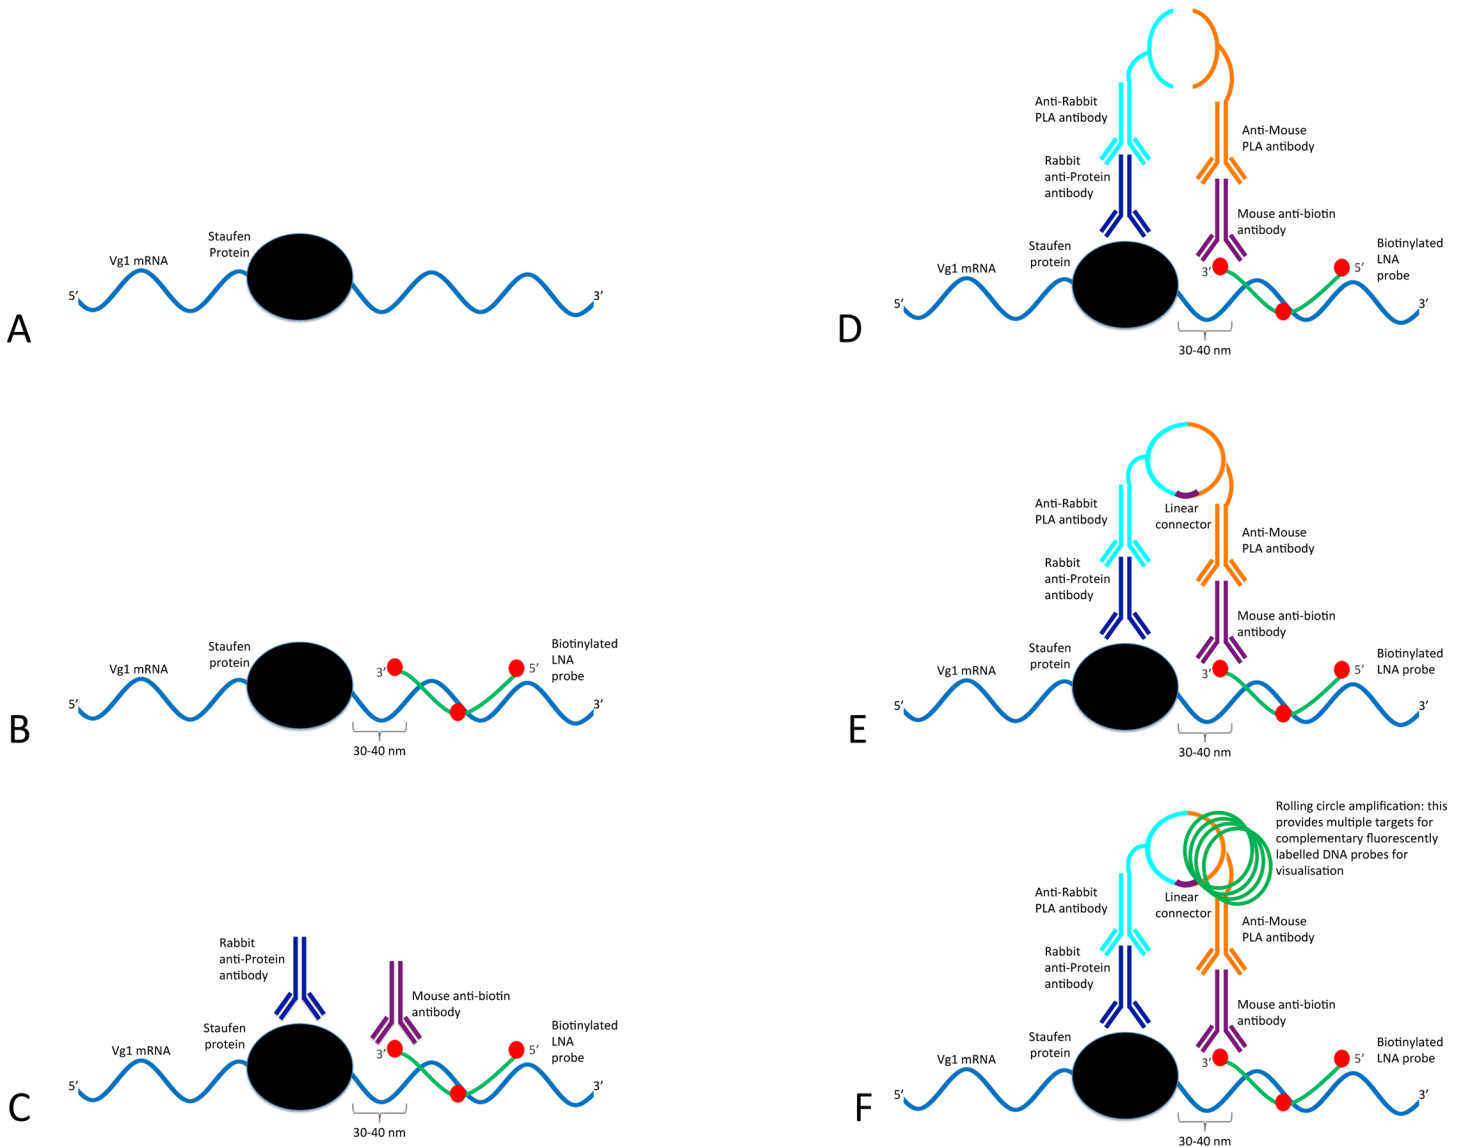 Staufen
Protein
Vg1 mRNA
5’
3’
A
Staufen
protein
Vg1 mRNA
5’
3’
5’
Biotinylated
LNA
probe
3’
30-40 nm
B
Rabbit
anti-Protein
antibody
Mouse anti-biotin
antibody
Staufen
protein
Vg1 mRNA
5’
3’
5’
Biotinylated
LNA
probe
3’
30-40 nm
C
Anti-Rabbit
PLA antibody
Anti-Mouse
PLA antibody
Rabbit
anti-Protein
antibody
Mouse anti-biotin
antibody
Staufen
protein
Vg1 mRNA
5’
3’
5’
Biotinylated
LNA
probe
3’
30-40 nm
D
Linear
connector
Anti-Rabbit
PLA antibody
Anti-Mouse
PLA antibody
Rabbit
anti-Protein
antibody
Mouse anti-biotin
antibody
Staufen
protein
Vg1 mRNA
5’
3’
5’
Biotinylated
LNA probe
3’
30-40 nm
E
Rolling circle amplification: this
provides multiple targets for
complementary fluorescently
labelled DNA probes for
visualisation
Linear
connector
Anti-Rabbit
PLA antibody
Anti-Mouse
PLA antibody
Rabbit
anti-Protein
antibody
Mouse anti-biotin
antibody
Staufen
protein
Vg1 mRNA
5’
3’
5’
Biotinylated
LNA probe
3’
30-40 nm
F